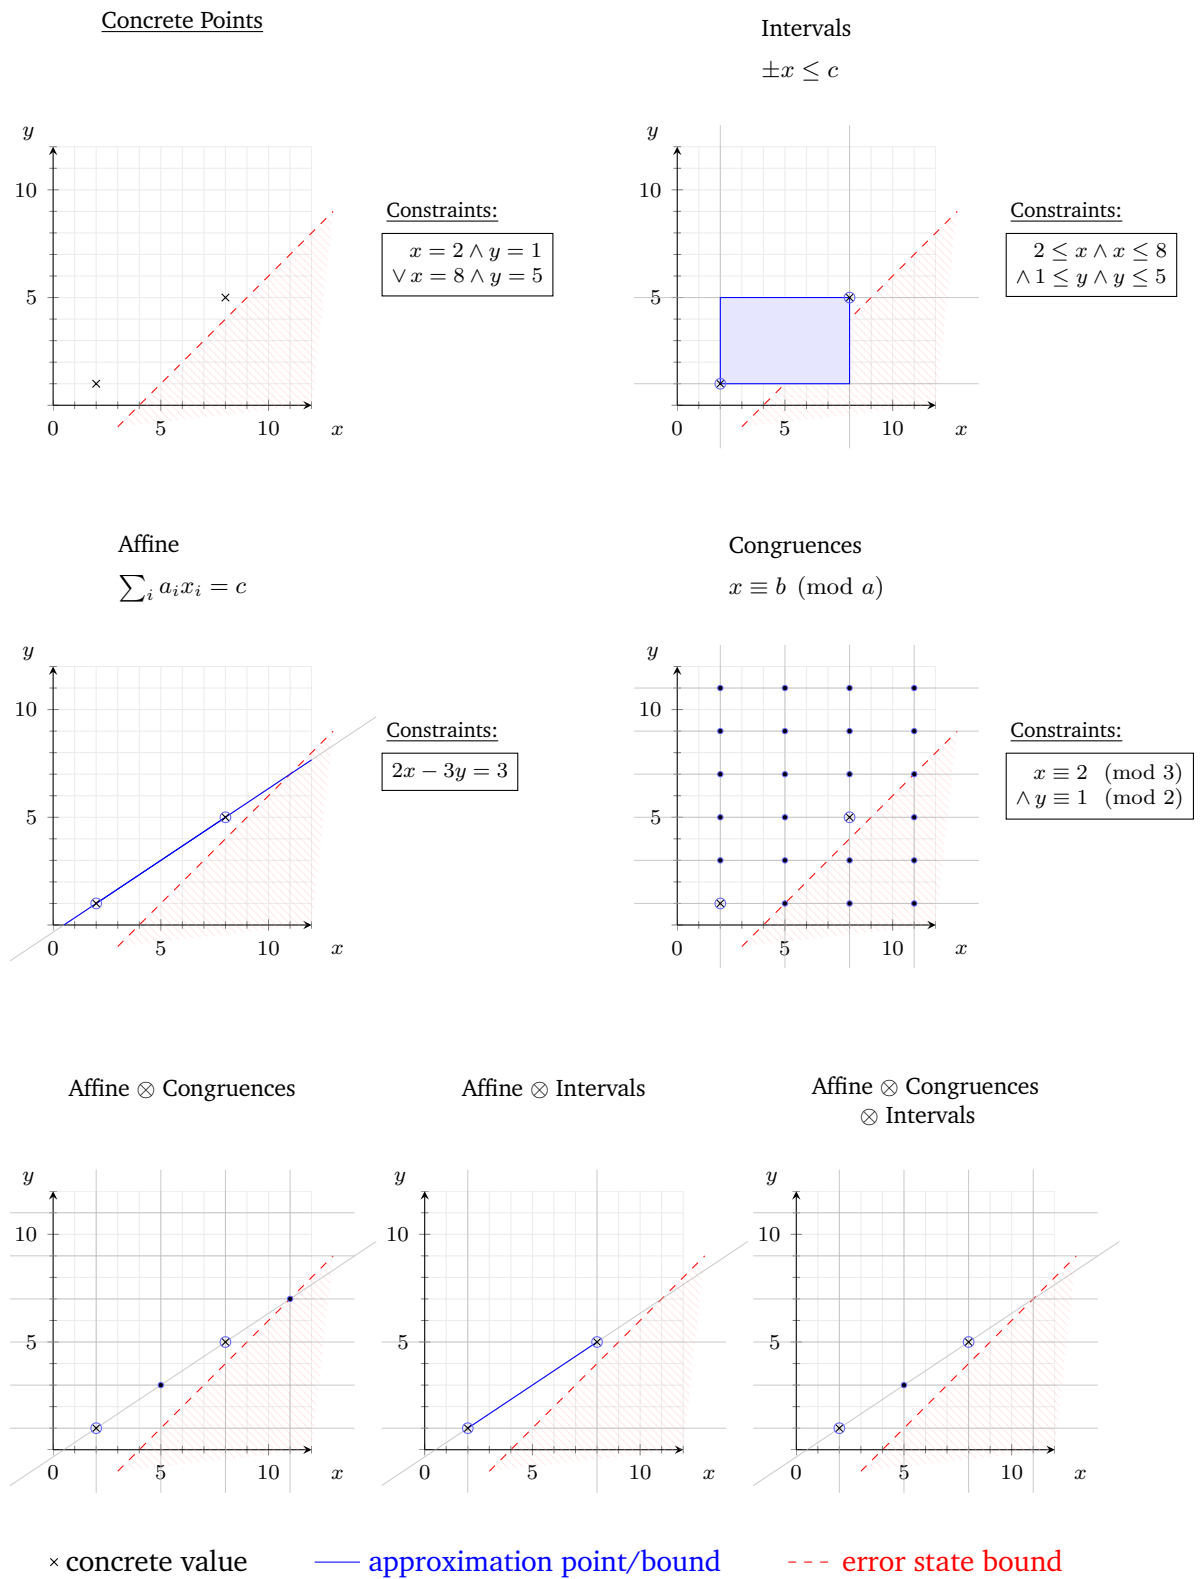 Concrete Points
y
10
5
0 5 10 x
Constraints:
x = 2 ∧ y = 1
∨ x = 8 ∧ y = 5
Intervals
±x ≤ c
y
10
5
0 5 10 x
Constraints:
2 ≤ x ∧ x ≤ 8
∧ 1 ≤ y ∧ y ≤ 5
Affine
∑ᵢ aᵢxᵢ = c
y
10
5
0 5 10 x
Constraints:
2x − 3y = 3
Congruences
x ≡ b (mod a)
y
10
5
0 5 10 x
Constraints:
x ≡ 2 (mod 3)
∧ y ≡ 1 (mod 2)
Affine ⊗ Congruences
y
10
5
0 5 10 x
Affine ⊗ Intervals
y
10
5
0 5 10 x
Affine ⊗ Congruences
⊗ Intervals
y
10
5
0 5 10 x
× concrete value
approximation point/bound
error state bound